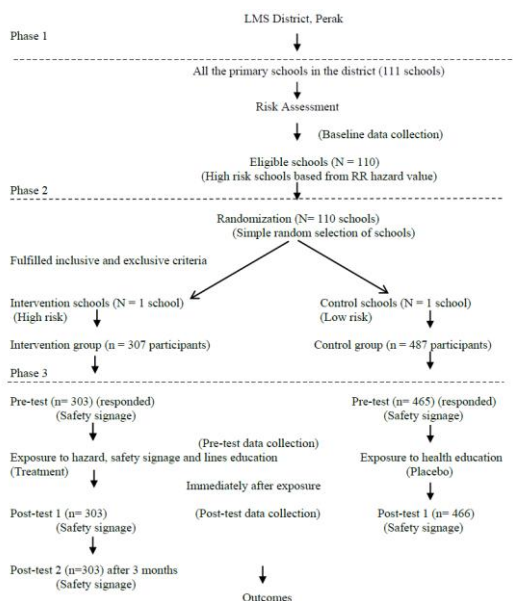 LMS District, Perak
Phase 1
All the primary schools in the district (111 schools)
Risk Assessment
(Baseline data collection)
Eligible schools (N = 110)
(High risk schools based from RR hazard value)
Phase 2
Randomization (N= 110 schools)
(Simple random selection of schools)
Fulfilled inclusive and exclusive criteria
Intervention schools (N = 1 school)
(High risk)
Control schools (N = 1 school)
(Low risk)
Intervention group (n = 307 participants)
Control group (n = 487 participants)
Phase 3
Pre-test (n= 303) (responded)
(Safety signage)
Pre-test (n= 465) (responded)
(Safety signage)
(Pre-test data collection)
Exposure to hazard, safety signage and lines education
(Treatment)
Exposure to health education
(Placebo)
Immediately after exposure
Post-test 1 (n= 303)
(Safety signage)
(Post-test data collection)
Post-test 1 (n= 466)
(Safety signage)
Post-test 2 (n=303) after 3 months
(Safety signage)
Outcomes